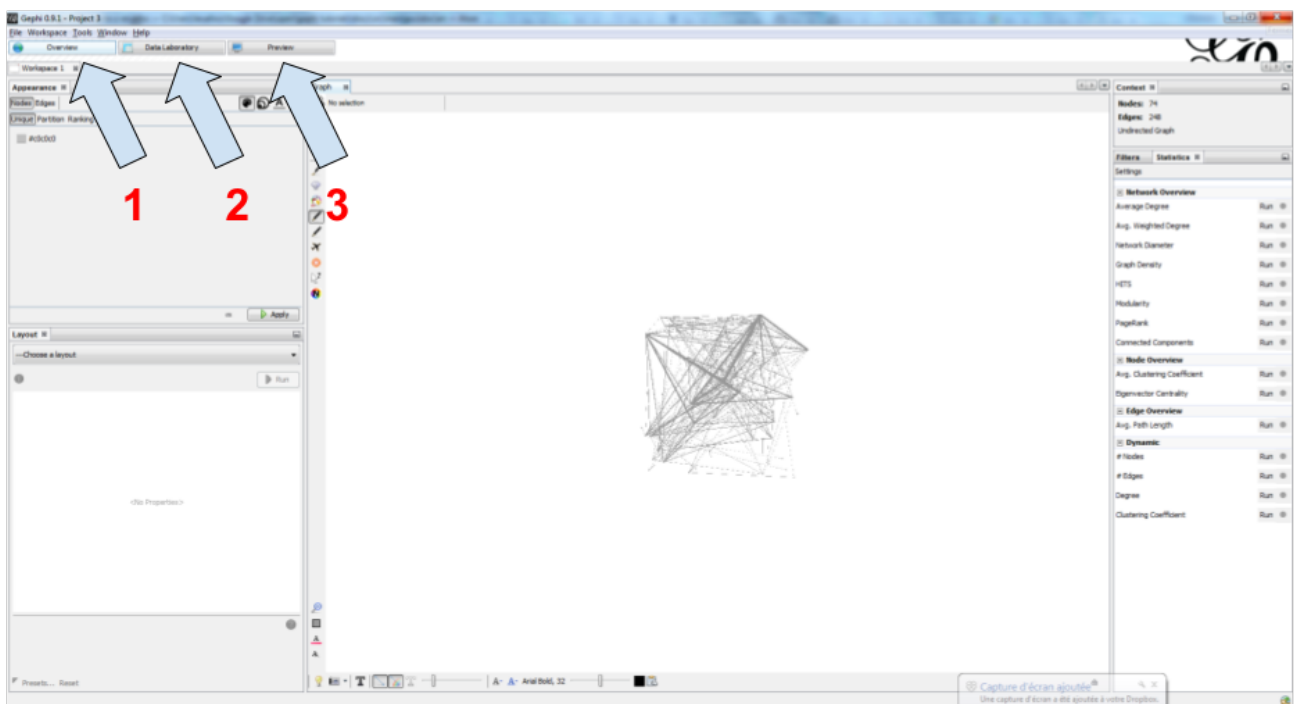 Gephi 0.9.1 - Project 3
File Workspace Tools Window Help
Overview Data Laboratory Preview
Workspace 1
Appearance
Nodes Edges
Unique Partition Ranking
#c0c0c0
1 2 3
Apply
Layout
---Choose a layout
Run
<No Properties>
Presets... Reset
No selection
Arial Bold, 32
Context
Nodes: 74
Edges: 248
Undirected Graph
Filters Statistics
Settings
Network Overview
Average Degree Run
Avg. Weighted Degree Run
Network Diameter Run
Graph Density Run
HITS Run
Modularity Run
PageRank Run
Connected Components Run
Node Overview
Avg. Clustering Coefficient Run
Eigenvector Centrality Run
Edge Overview
Avg. Path Length Run
Dynamic
# Nodes Run
# Edges Run
Degree Run
Clustering Coefficient Run
Capture d'écran ajoutée
Une capture d'écran a été ajoutée à votre Dropbox.